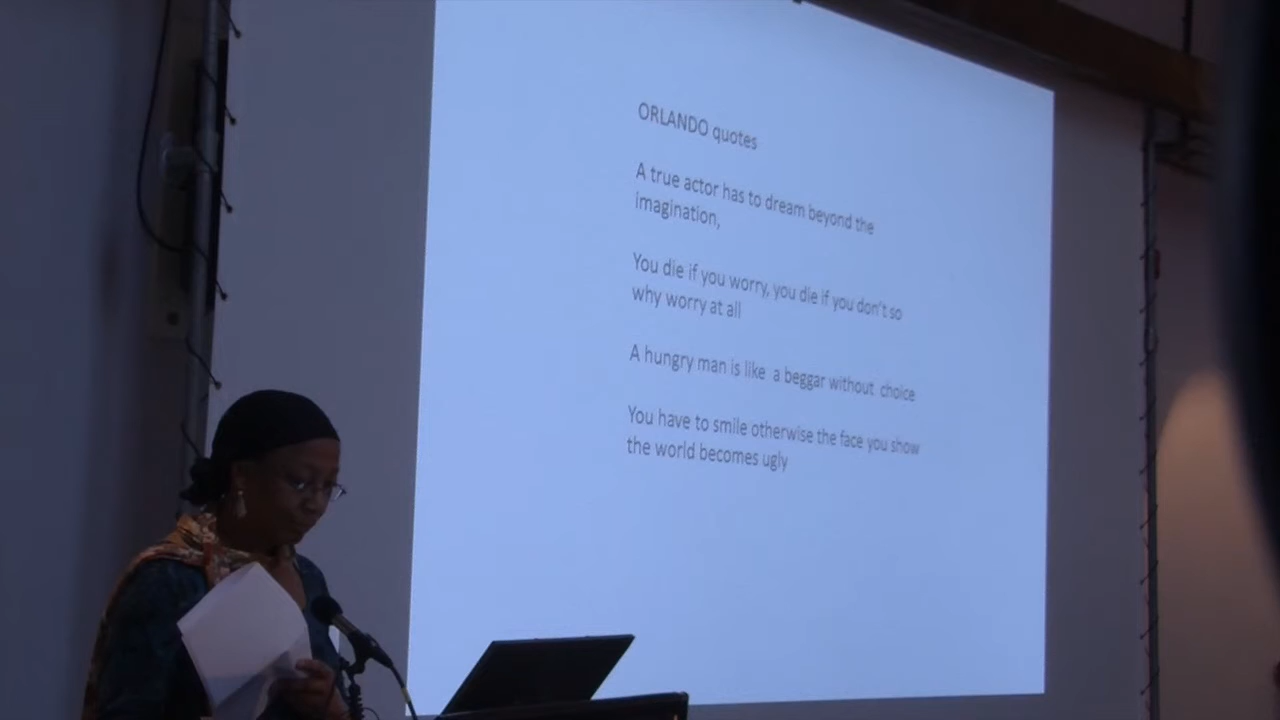 ORLANDO quotes
A true actor has to dream beyond the
imagination,
You die if you worry, you die if you don't so
why worry at all
A hungry man is like a beggar without choice
You have to smile otherwise the face you show
the world becomes ugly